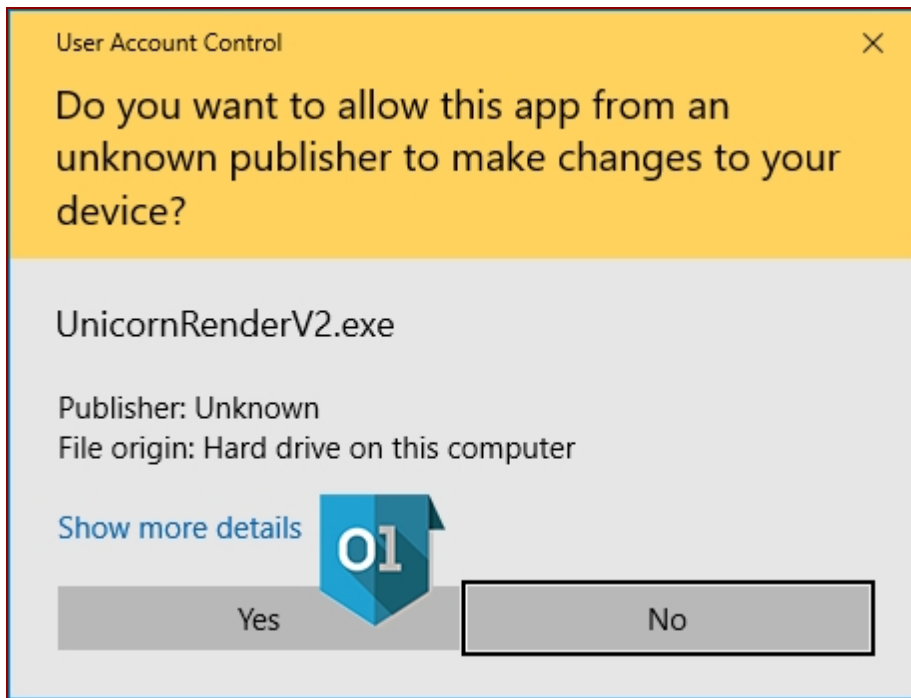 User Account Control
Do you want to allow this app from an
unknown publisher to make changes to your
device?
UnicornRenderV2.exe
Publisher: Unknown
File origin: Hard drive on this computer
Show more details
01
Yes
No